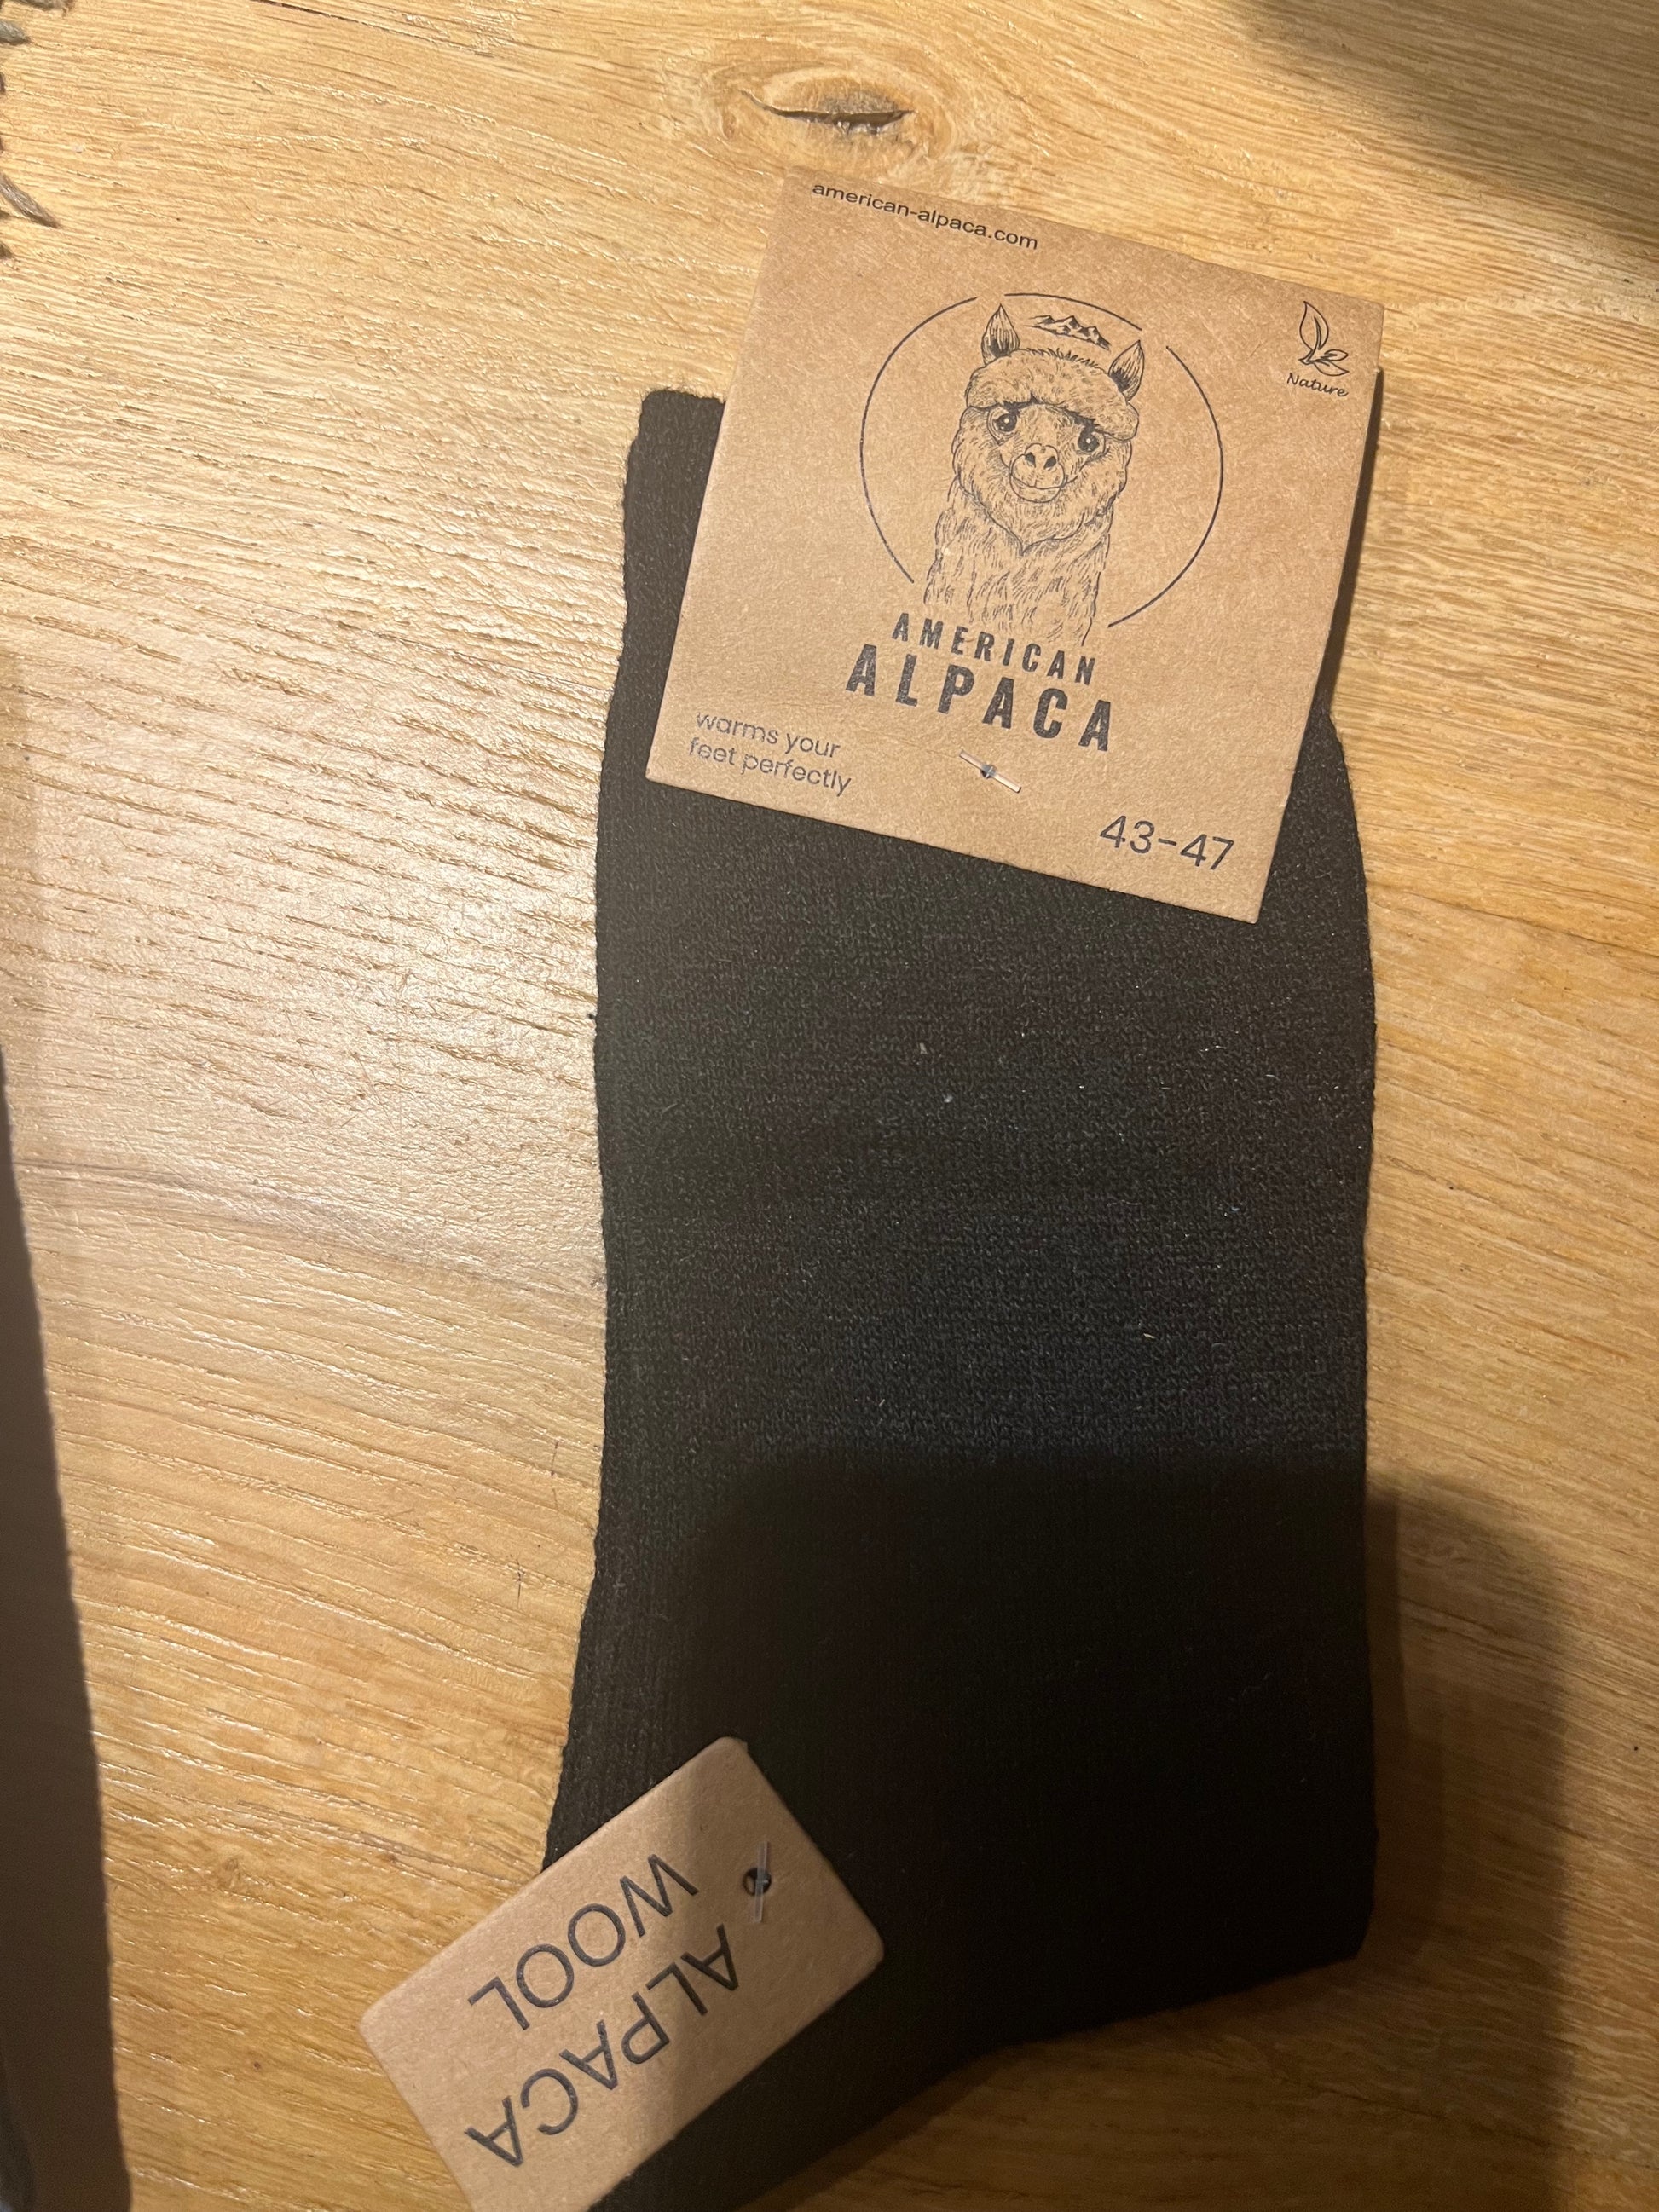 american-alpaca.com
Nature
AMERICAN
ALPACA
warms your
feet perfectly
43-47
ALPACA
WOOL